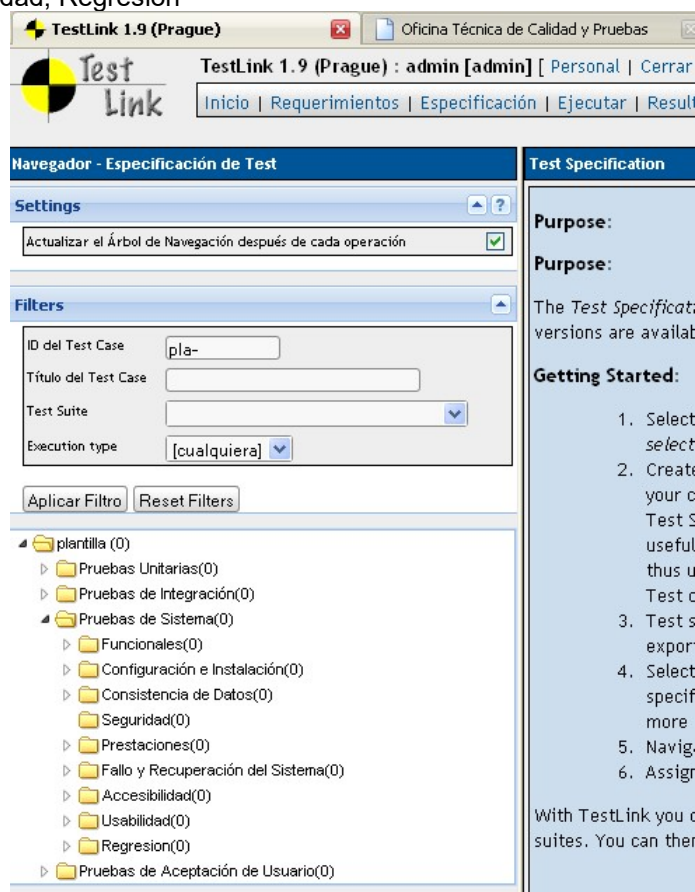 dad, Regresión
TestLink 1.9 (Prague)
Oficina Técnica de Calidad y Pruebas
Test Link
TestLink 1.9 (Prague) : admin [admin] [ Personal | Cerrar
Inicio | Requerimientos | Especificación | Ejecutar | Result
Navegador - Especificación de Test
Settings
Actualizar el Árbol de Navegación después de cada operación
Filters
ID del Test Case
pla-
Título del Test Case
Test Suite
Execution type
[cualquiera]
Aplicar Filtro
Reset Filters
plantilla (0)
Pruebas Unitarias(0)
Pruebas de Integración(0)
Pruebas de Sistema(0)
Funcionales(0)
Configuración e Instalación(0)
Consistencia de Datos(0)
Seguridad(0)
Prestaciones(0)
Fallo y Recuperación del Sistema(0)
Accesibilidad(0)
Usabilidad(0)
Regresion(0)
Pruebas de Aceptación de Usuario(0)
Test Specification
Purpose:
Purpose:
The Test Specificat
versions are availab
Getting Started:
1. Select
select
2. Create
your c
Test S
useful
thus u
Test c
3. Test s
export
4. Select
specif
more
5. Naviga
6. Assign
With TestLink you c
suites. You can then